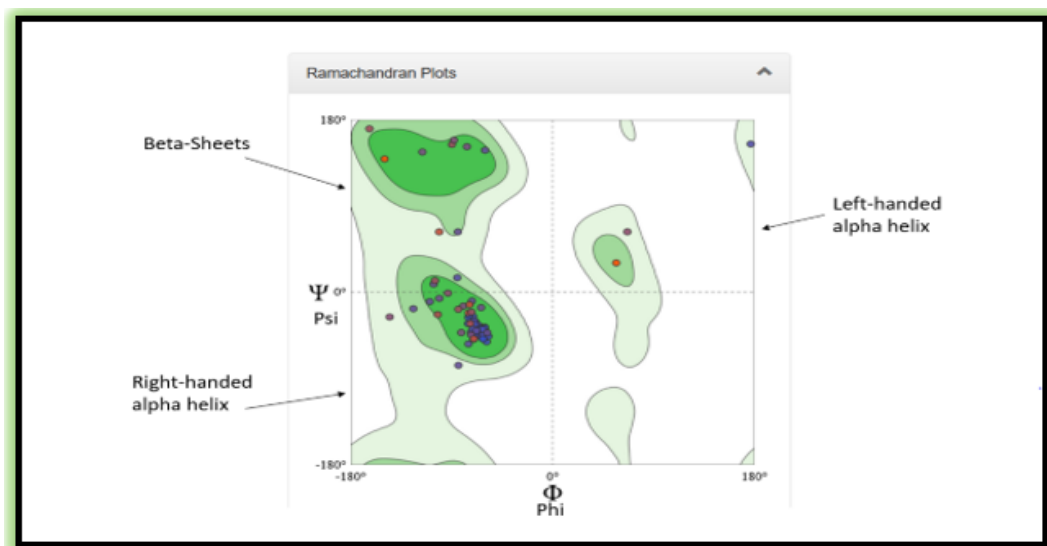 Ramachandran Plots
180°
Beta-Sheets
Left-handed
alpha helix
Ψ 0°
Psi
Right-handed
alpha helix
-180°
-180°
0°
180°
Φ
Phi